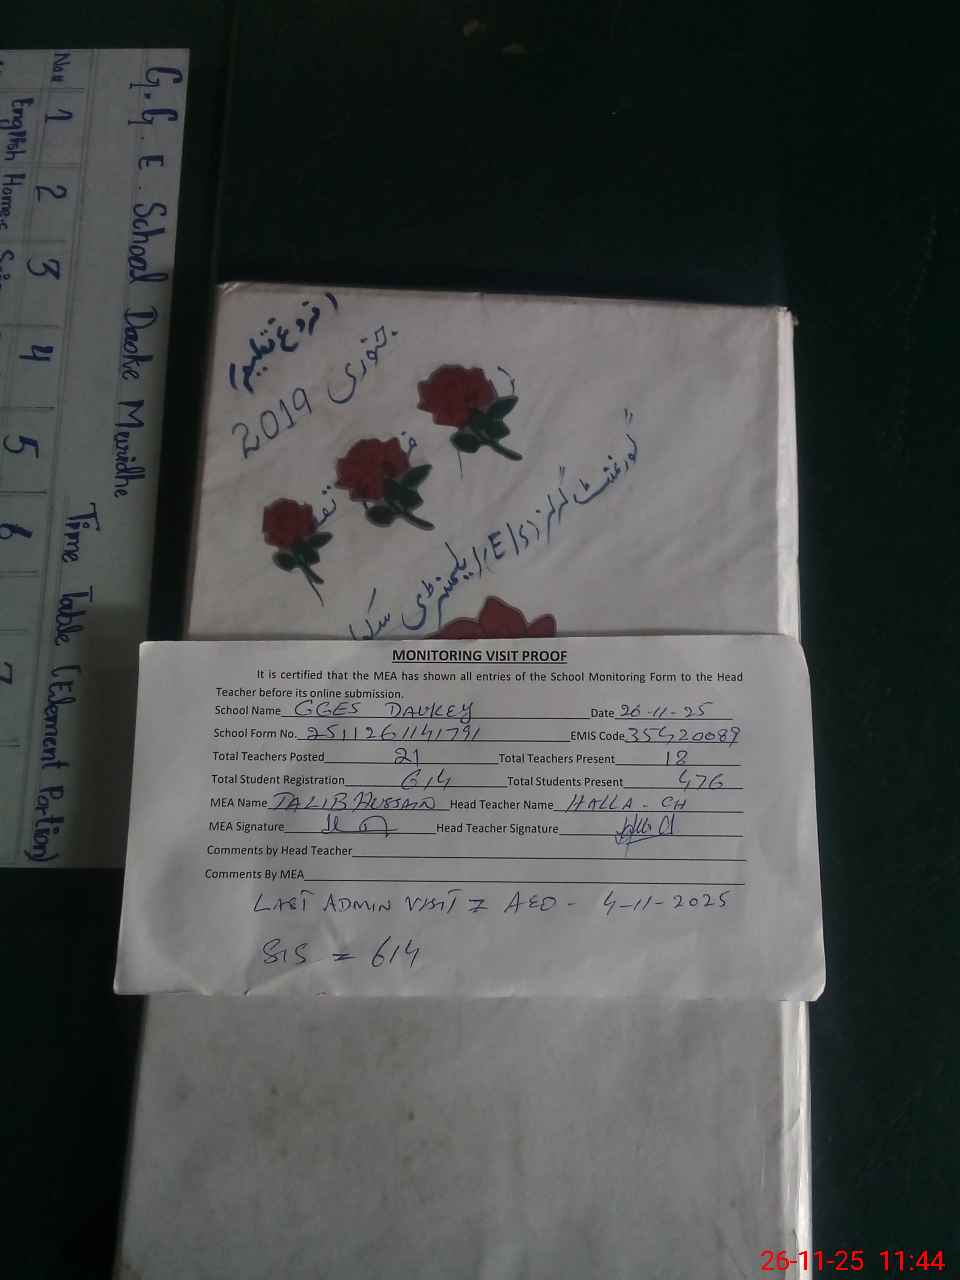 G.G.E. School Daoke Muridhe
Time Table (Element Portion)
1 2 3 4 5 6 7
English
2019 جنوری
گورنمنٹ گرلز
MONITORING VISIT PROOF
It is certified that the MEA has shown all entries of the School Monitoring Form to the Head
Teacher before its online submission.
School Name GGES DAUKEY Date 26-11-25
School Form No. 2511261141791 EMIS Code 35420089
Total Teachers Posted 21 Total Teachers Present 18
Total Student Registration 614 Total Students Present 476
MEA Name TALIB HUSSAIN Head Teacher Name HALLA-CH
MEA Signature Head Teacher Signature
Comments by Head Teacher
Comments By MEA
LAST ADMIN VISIT = AEO - 4-11-2025
SIS = 614
26-11-25 11:44